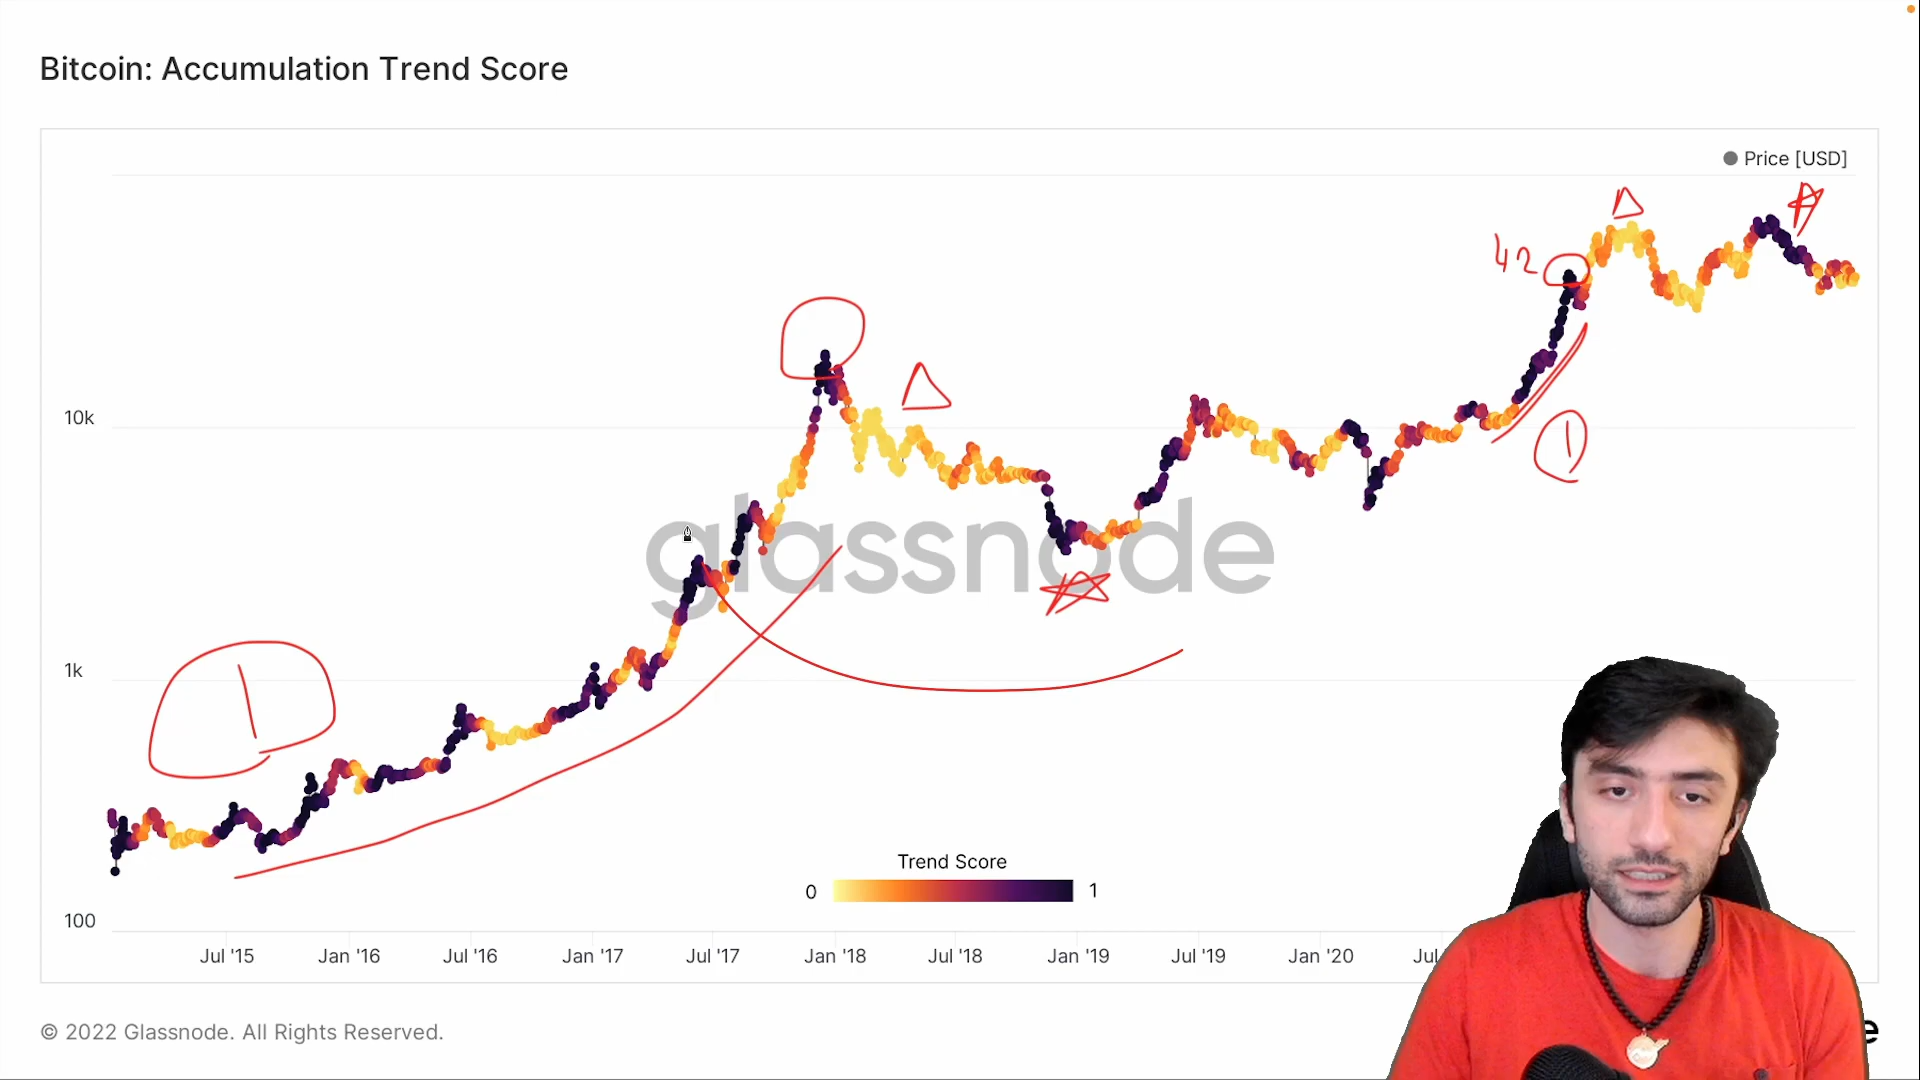 Bitcoin: Accumulation Trend Score
Price [USD]
42
10k
1
glassnode
1k
1
Trend Score
0 1
100
Jul '15 Jan '16 Jul '16 Jan '17 Jul '17 Jan '18 Jul '18 Jan '19 Jul '19 Jan '20 Jul
© 2022 Glassnode. All Rights Reserved.
e